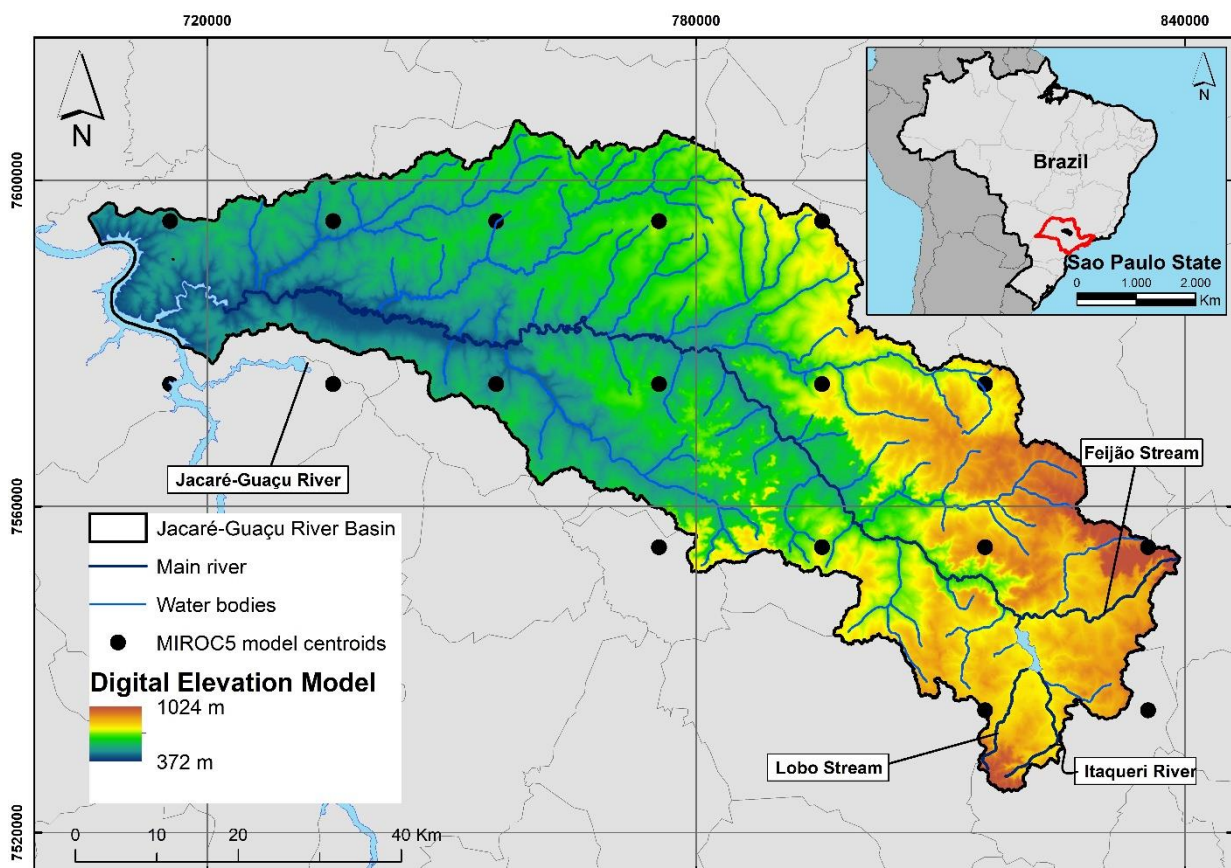 720000
780000
840000
7600000
7560000
7520000
N
N
Brazil
Sao Paulo State
0
1.000
2.000
Km
Feijão Stream
Jacaré-Guaçu River
Jacaré-Guaçu River Basin
Main river
Water bodies
MIROC5 model centroids
Digital Elevation Model
1024 m
372 m
Lobo Stream
Itaqueri River
0
10
20
40 Km